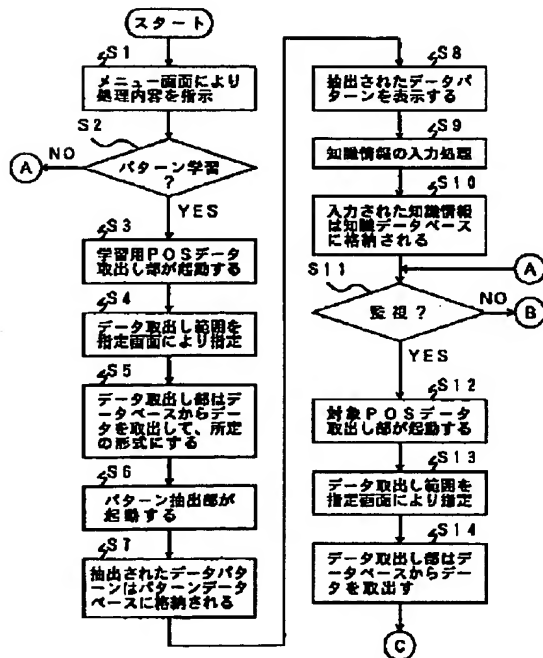 スタート
S1
メニュー画面により
処理内容を指示
S2
パターン学習
?
NO
A
YES
S3
学習用POSデータ
取出し部が起動する
S4
データ取出し範囲を
指定画面により指定
S5
データ取出し部はデ
ータベースからデー
タを取出して、所定
の形式にする
S6
パターン抽出部が
起動する
S7
抽出されたデータパタ
ーンはパターンデータ
ベースに格納される
S8
抽出されたデータパ
ターンを表示する
S9
知識情報の入力処理
S10
入力された知識情報
は知識データベース
に格納される
A
S11
監視?
NO
B
YES
S12
対象POSデータ
取出し部が起動する
S13
データ取出し範囲を
指定画面により指定
S14
データ取出し部はデ
ータベースからデー
タを取出す
C